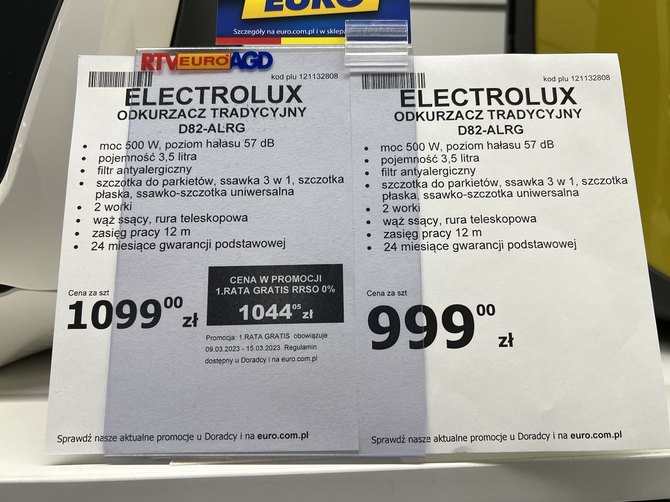 EURO
Szczegóły na euro.com.pl i w
RTV EURO AGD
kod plu 121132808
ELECTROLUX
ODKURZACZ TRADYCYJNY
D82-ALRG
• moc 500 W, poziom hałasu 57 dB
• pojemność 3,5 litra
• filtr antyalergiczny
• szczotka do parkietów, ssawka 3 w 1, szczotka
płaska, ssawko-szczotka uniwersalna
• 2 worki
• wąż ssący, rura teleskopowa
• zasięg pracy 12 m
• 24 miesiące gwarancji podstawowej
CENA W PROMOCJI
1.RATA GRATIS RRSO 0%
1044 05 zł
Cena za szt
1099 00 zł
Promocja: 1.RATA GRATIS obowiązuje
09.03.2023 - 15.03.2023. Regulamin
dostępny u Doradcy i na euro.com.pl
Sprawdź nasze aktualne promocje u Doradcy i na euro.com.pl
kod plu 121132808
ELECTROLUX
ODKURZACZ TRADYCYJNY
D82-ALRG
• moc 500 W, poziom hałasu 57 dB
• pojemność 3,5 litra
• filtr antyalergiczny
• szczotka do parkietów, ssawka 3 w 1, szczotka
płaska, ssawko-szczotka uniwersalna
• 2 worki
• wąż ssący, rura teleskopowa
• zasięg pracy 12 m
• 24 miesiące gwarancji podstawowej
Cena za szt
999 00 zł
Sprawdź nasze aktualne promocje u Doradcy i na euro.com.pl